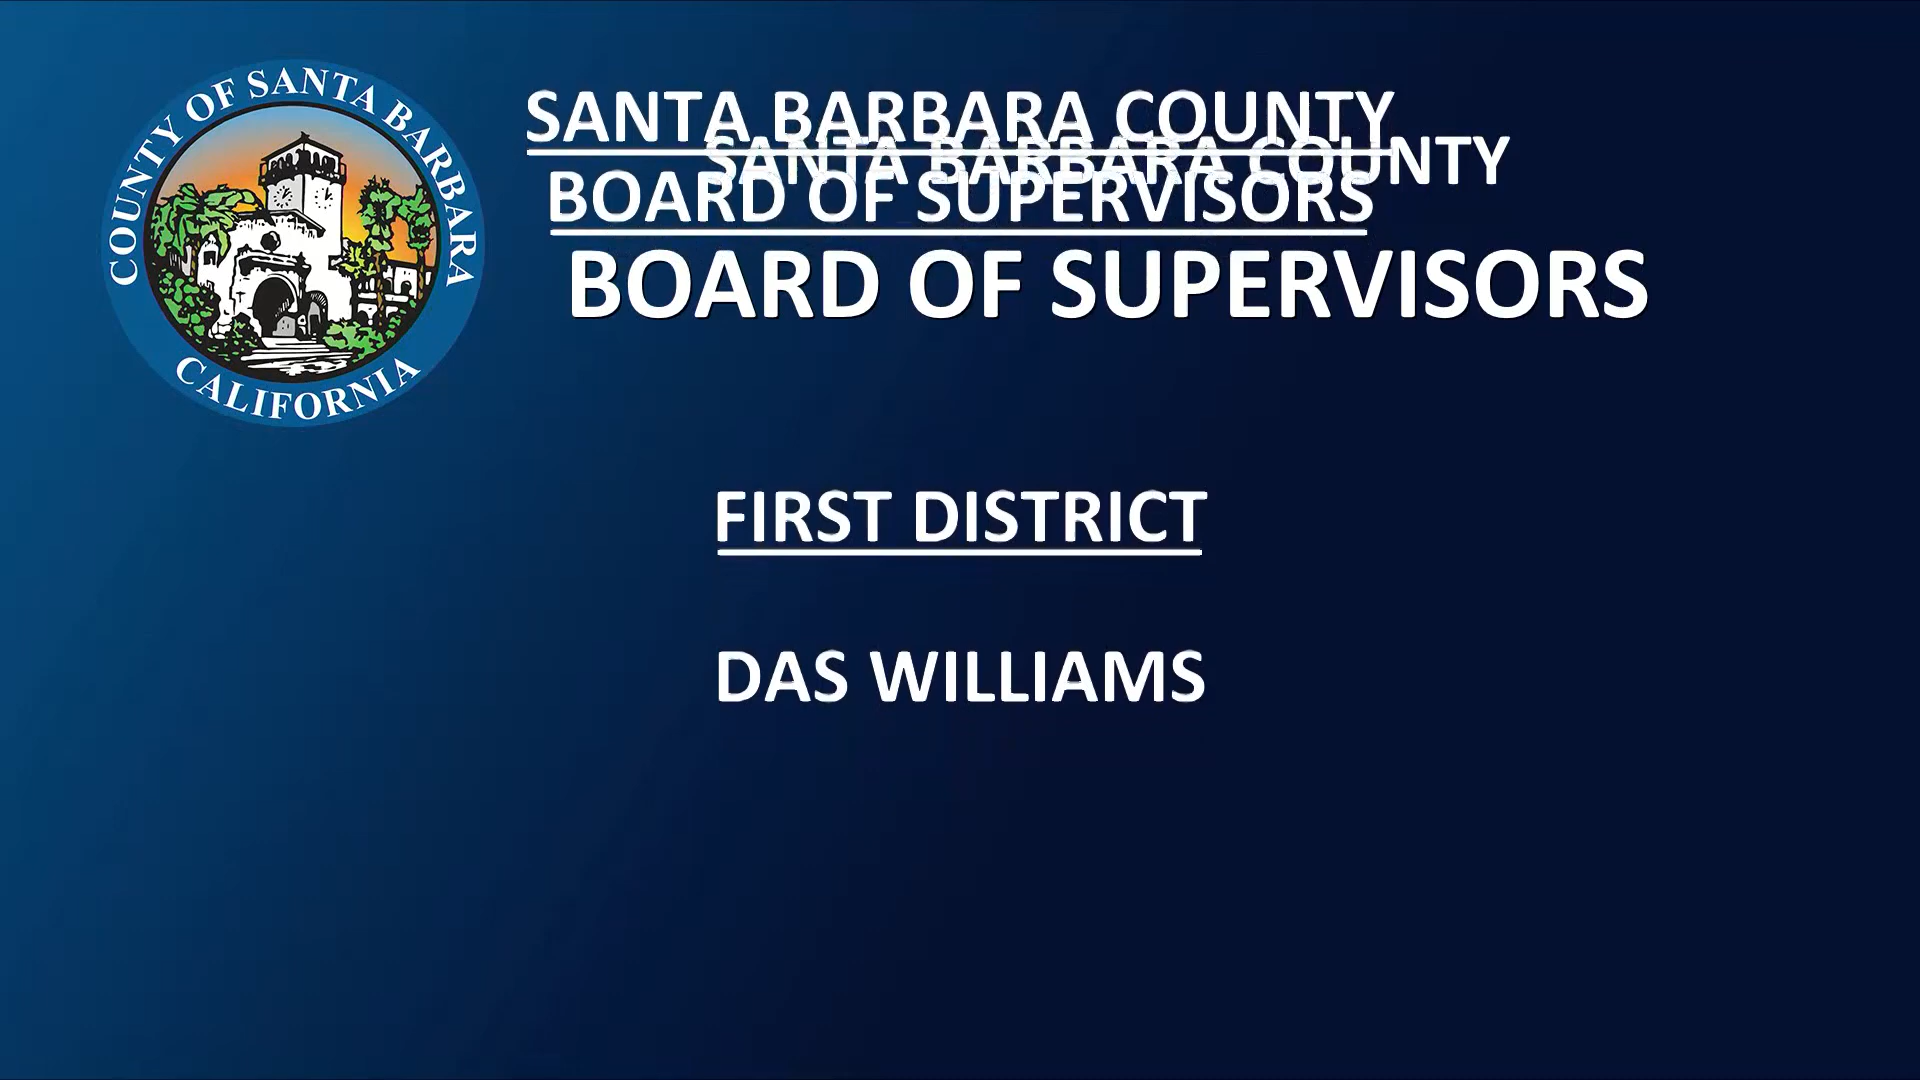 COUNTY OF SANTA BARBARA
CALIFORNIA
SANTA BARBARA COUNTY
SANTA BARBARA COUNTY
BOARD OF SUPERVISORS
BOARD OF SUPERVISORS
FIRST DISTRICT
DAS WILLIAMS